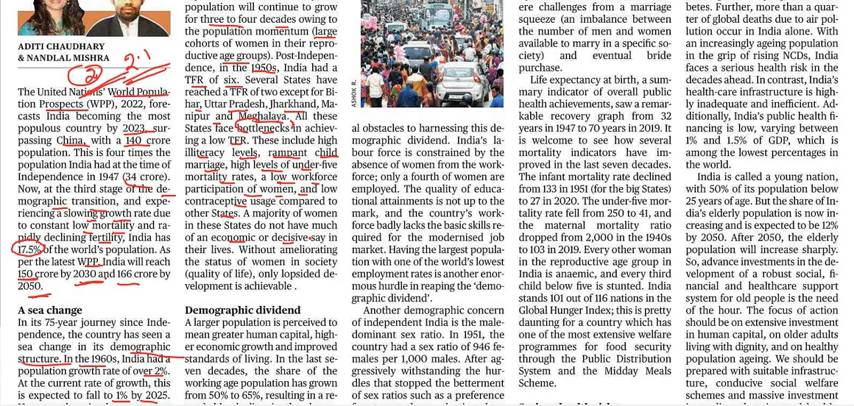 ADITI CHAUDHARY
& NANDLAL MISHRA
2.1
The United Nations' World Popula-
tion Prospects (WPP), 2022, fore-
casts India becoming the most
populous country by 2023, sur-
passing China, with a 140 crore
population. This is four times the
population India had at the time of
Independence in 1947 (34 crore).
Now, at the third stage of the de-
mographic transition, and expe-
riencing a slowing growth rate due
to constant low mortality and ra-
pidly declining fertility, India has
17.5% of the world's population. As
per the latest WPP, India will reach
150 crore by 2030 and 166 crore by
2050.
A sea change
In its 75-year journey since Inde-
pendence, the country has seen a
sea change in its demographic
structure. In the 1960s, India had a
population growth rate of over 2%.
At the current rate of growth, this
is expected to fall to 1% by 2025.
population will continue to grow
for three to four decades owing to
the population momentum (large
cohorts of women in their repro-
ductive age groups). Post-Indepen-
dence, in the 1950s, India had a
TFR of six. Several States have
reached a TFR of two except for Bi-
har, Uttar Pradesh, Jharkhand, Ma-
nipur and Meghalaya. All these
States face bottlenecks in achiev-
ing a low TFR. These include high
illiteracy levels, rampant child
marriage, high levels of under-five
mortality rates, a low workforce
participation of women, and low
contraceptive usage compared to
other States. A majority of women
in these States do not have much
of an economic or decisive say in
their lives. Without ameliorating
the status of women in society
(quality of life), only lopsided de-
velopment is achievable .
Demographic dividend
A larger population is perceived to
mean greater human capital, high-
er economic growth and improved
standards of living. In the last se-
ven decades, the share of the
working age population has grown
from 50% to 65%, resulting in a re-
ASHOK R.
al obstacles to harnessing this de-
mographic dividend. India's la-
bour force is constrained by the
absence of women from the work-
force; only a fourth of women are
employed. The quality of educa-
tional attainments is not up to the
mark, and the country's work-
force badly lacks the basic skills re-
quired for the modernised job
market. Having the largest popula-
tion with one of the world's lowest
employment rates is another enor-
mous hurdle in reaping the 'demo-
graphic dividend'.
Another demographic concern
of independent India is the male-
dominant sex ratio. In 1951, the
country had a sex ratio of 946 fe-
males per 1,000 males. After ag-
gressively withstanding the hur-
dles that stopped the betterment
of sex ratios such as a preference
ere challenges from a marriage
squeeze (an imbalance between
the number of men and women
available to marry in a specific so-
ciety) and eventual bride
purchase.
Life expectancy at birth, a sum-
mary indicator of overall public
health achievements, saw a remar-
kable recovery graph from 32
years in 1947 to 70 years in 2019. It
is welcome to see how several
mortality indicators have im-
proved in the last seven decades.
The infant mortality rate declined
from 133 in 1951 (for the big States)
to 27 in 2020. The under-five mor-
tality rate fell from 250 to 41, and
the maternal mortality ratio
dropped from 2,000 in the 1940s
to 103 in 2019. Every other woman
in the reproductive age group in
India is anaemic, and every third
child below five is stunted. India
stands 101 out of 116 nations in the
Global Hunger Index; this is pretty
daunting for a country which has
one of the most extensive welfare
programmes for food security
through the Public Distribution
System and the Midday Meals
Scheme.
betes. Further, more than a quar-
ter of global deaths due to air pol-
lution occur in India alone. With
an increasingly ageing population
in the grip of rising NCDs, India
faces a serious health risk in the
decades ahead. In contrast, India's
health-care infrastructure is high-
ly inadequate and inefficient. Ad-
ditionally, India's public health fi-
nancing is low, varying between
1% and 1.5% of GDP, which is
among the lowest percentages in
the world.
India is called a young nation,
with 50% of its population below
25 years of age. But the share of In-
dia's elderly population is now in-
creasing and is expected to be 12%
by 2050. After 2050, the elderly
population will increase sharply.
So, advance investments in the de-
velopment of a robust social, fi-
nancial and healthcare support
system for old people is the need
of the hour. The focus of action
should be on extensive investment
in human capital, on older adults
living with dignity, and on healthy
population ageing. We should be
prepared with suitable infrastruc-
ture, conducive social welfare
schemes and massive investment